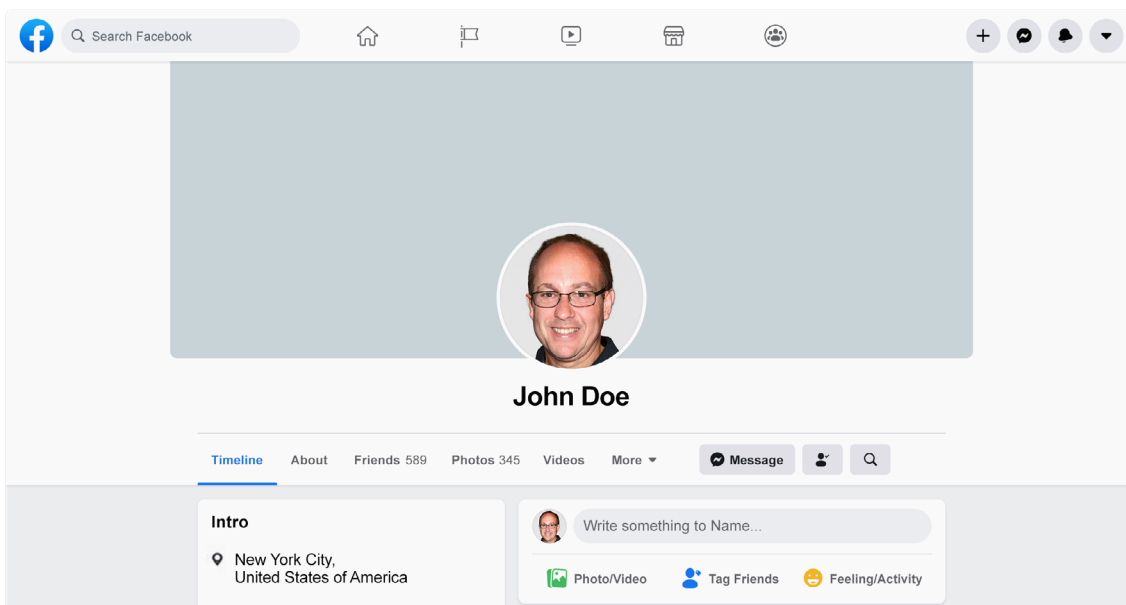 Search Facebook
John Doe
Timeline About Friends 589 Photos 345 Videos More Message
Intro
New York City,
United States of America
Write something to Name...
Photo/Video Tag Friends Feeling/Activity